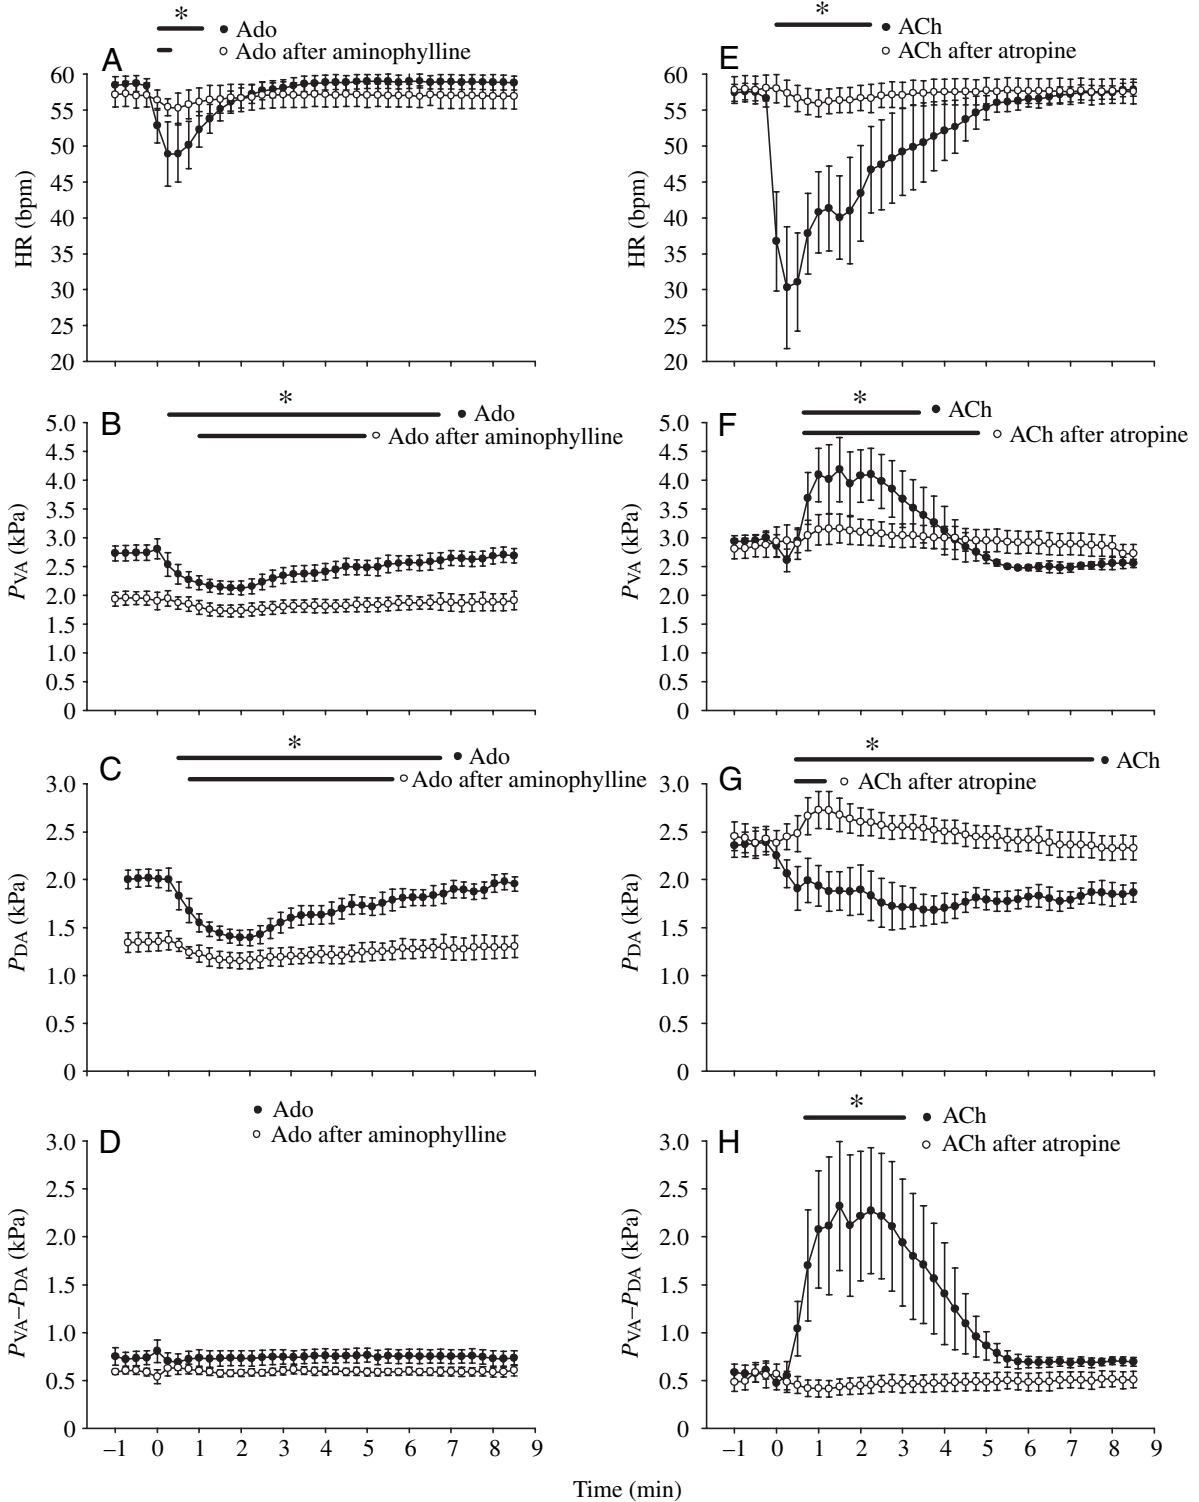 *
Ado
Ado after aminophylline
A
60
55
50
45
40
35
30
25
20
HR (bpm)
*
Ado
Ado after aminophylline
B
5.0
4.5
4.0
3.5
3.0
2.5
2.0
1.5
1.0
0.5
0
PVA (kPa)
*
Ado
Ado after aminophylline
C
3.0
2.5
2.0
1.5
1.0
0.5
0
PDA (kPa)
Ado
Ado after aminophylline
D
3.0
2.5
2.0
1.5
1.0
0.5
0
PVA–PDA (kPa)
–1 0 1 2 3 4 5 6 7 8 9
*
ACh
ACh after atropine
E
60
55
50
45
40
35
30
25
20
HR (bpm)
*
ACh
ACh after atropine
F
5.0
4.5
4.0
3.5
3.0
2.5
2.0
1.5
1.0
0.5
0
PVA (kPa)
*
ACh
ACh after atropine
G
3.0
2.5
2.0
1.5
1.0
0.5
0
PDA (kPa)
*
ACh
ACh after atropine
H
3.0
2.5
2.0
1.5
1.0
0.5
0
PVA–PDA (kPa)
–1 0 1 2 3 4 5 6 7 8 9
Time (min)